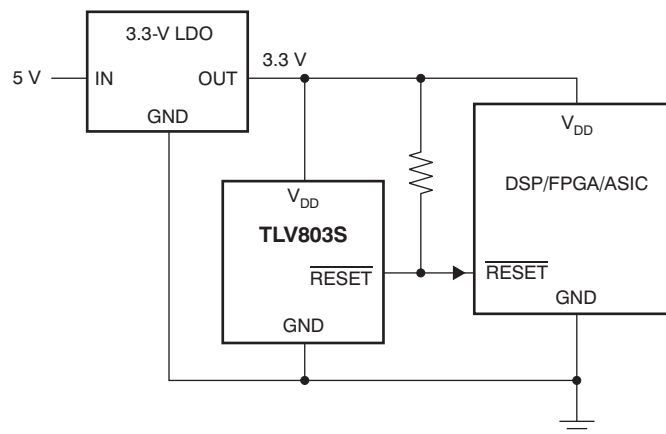 3.3-V LDO
3.3 V
5 V
IN
OUT
GND
V_DD
DSP/FPGA/ASIC
V_DD
TLV803S
RESET
RESET
GND
GND